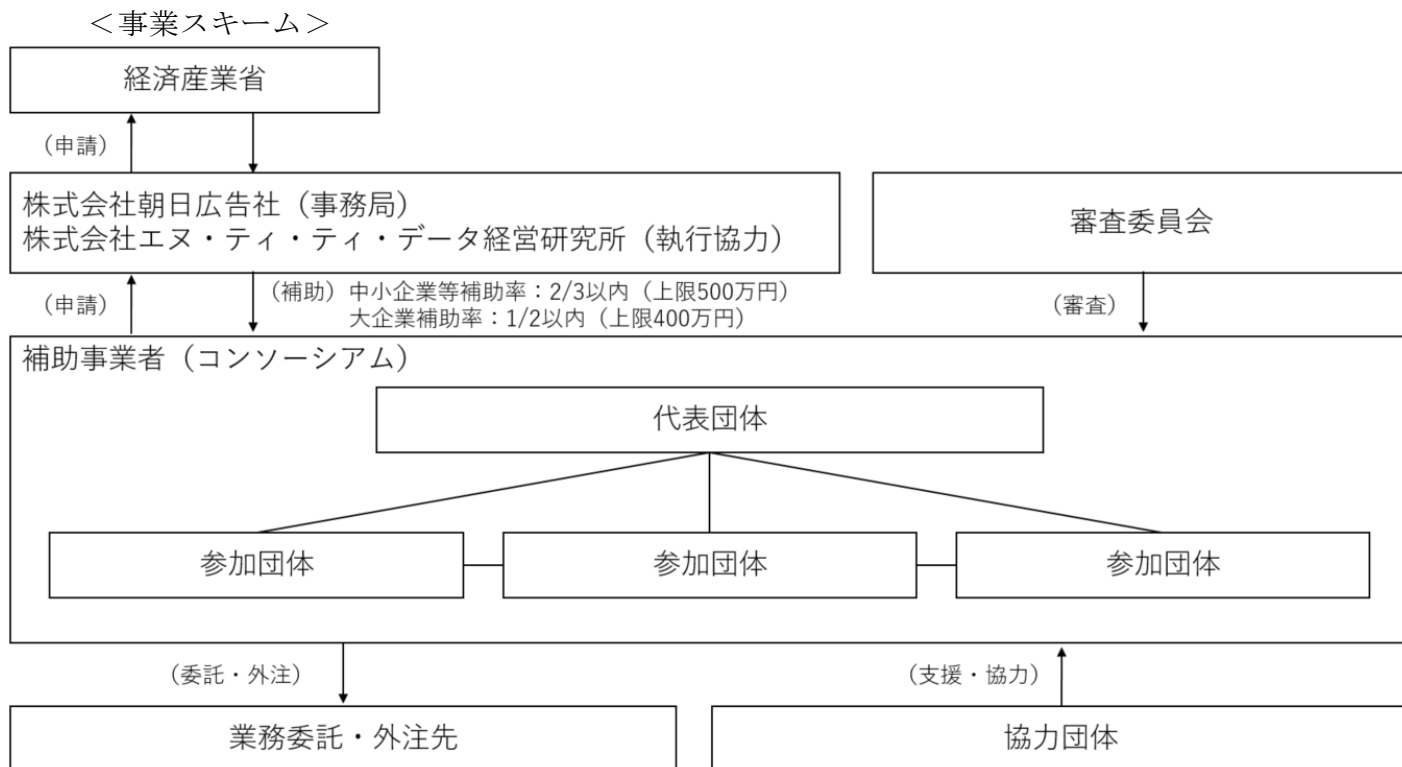 ＜事業スキーム＞
経済産業省
（申請）
株式会社朝日広告社（事務局）
株式会社エヌ・ティ・ティ・データ経営研究所（執行協力）
審査委員会
（申請）
（補助）中小企業等補助率：2/3以内（上限500万円）
大企業補助率：1/2以内（上限400万円）
（審査）
補助事業者（コンソーシアム）
代表団体
参加団体
参加団体
参加団体
（委託・外注）
（支援・協力）
業務委託・外注先
協力団体